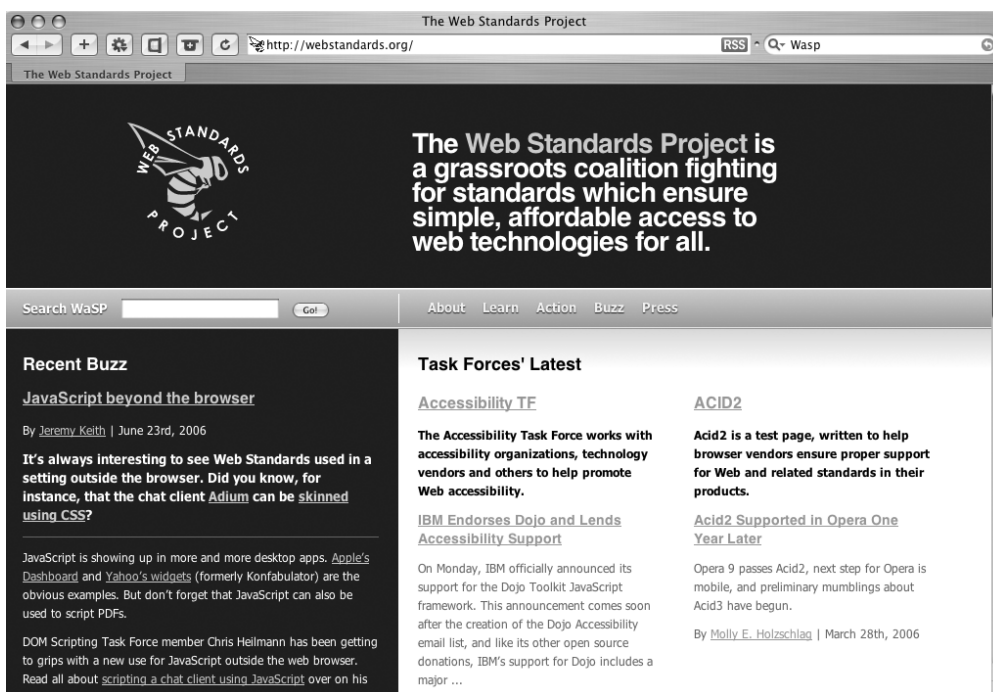 The Web Standards Project
http://webstandards.org/
RSS
Wasp
The Web Standards Project
WEB STANDARDS
PROJECT
The Web Standards Project is
a grassroots coalition fighting
for standards which ensure
simple, affordable access to
web technologies for all.
Search WaSP
Go!
About Learn Action Buzz Press
Recent Buzz
JavaScript beyond the browser
By Jeremy Keith | June 23rd, 2006
It's always interesting to see Web Standards used in a
setting outside the browser. Did you know, for
instance, that the chat client Adium can be skinned
using CSS?
JavaScript is showing up in more and more desktop apps. Apple's
Dashboard and Yahoo's widgets (formerly Konfabulator) are the
obvious examples. But don't forget that JavaScript can also be
used to script PDFs.
DOM Scripting Task Force member Chris Heilmann has been getting
to grips with a new use for JavaScript outside the web browser.
Read all about scripting a chat client using JavaScript over on his
Task Forces' Latest
Accessibility TF
The Accessibility Task Force works with
accessibility organizations, technology
vendors and others to help promote
Web accessibility.
IBM Endorses Dojo and Lends
Accessibility Support
On Monday, IBM officially announced its
support for the Dojo Toolkit JavaScript
framework. This announcement comes soon
after the creation of the Dojo Accessibility
email list, and like its other open source
donations, IBM's support for Dojo includes a
major ...
ACID2
Acid2 is a test page, written to help
browser vendors ensure proper support
for Web and related standards in their
products.
Acid2 Supported in Opera One
Year Later
Opera 9 passes Acid2, next step for Opera is
mobile, and preliminary mumblings about
Acid3 have begun.
By Molly E. Holzschlag | March 28th, 2006